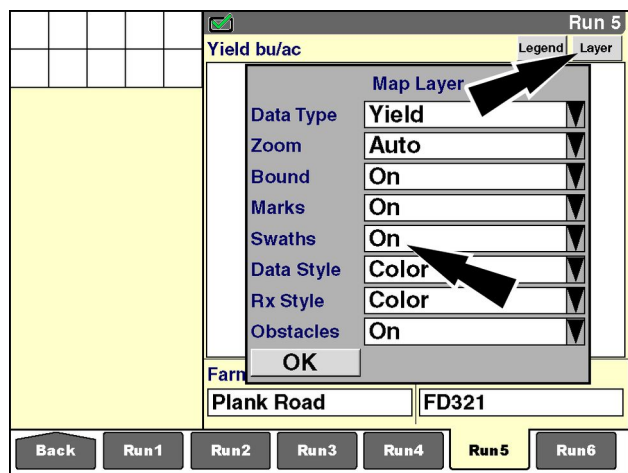 Run 5
Yield bu/ac
Legend
Layer
Map Layer
Data Type Yield
Zoom Auto
Bound On
Marks On
Swaths On
Data Style Color
Rx Style Color
Obstacles On
OK
Farm
Plank Road FD321
Back Run1 Run2 Run3 Run4 Run5 Run6